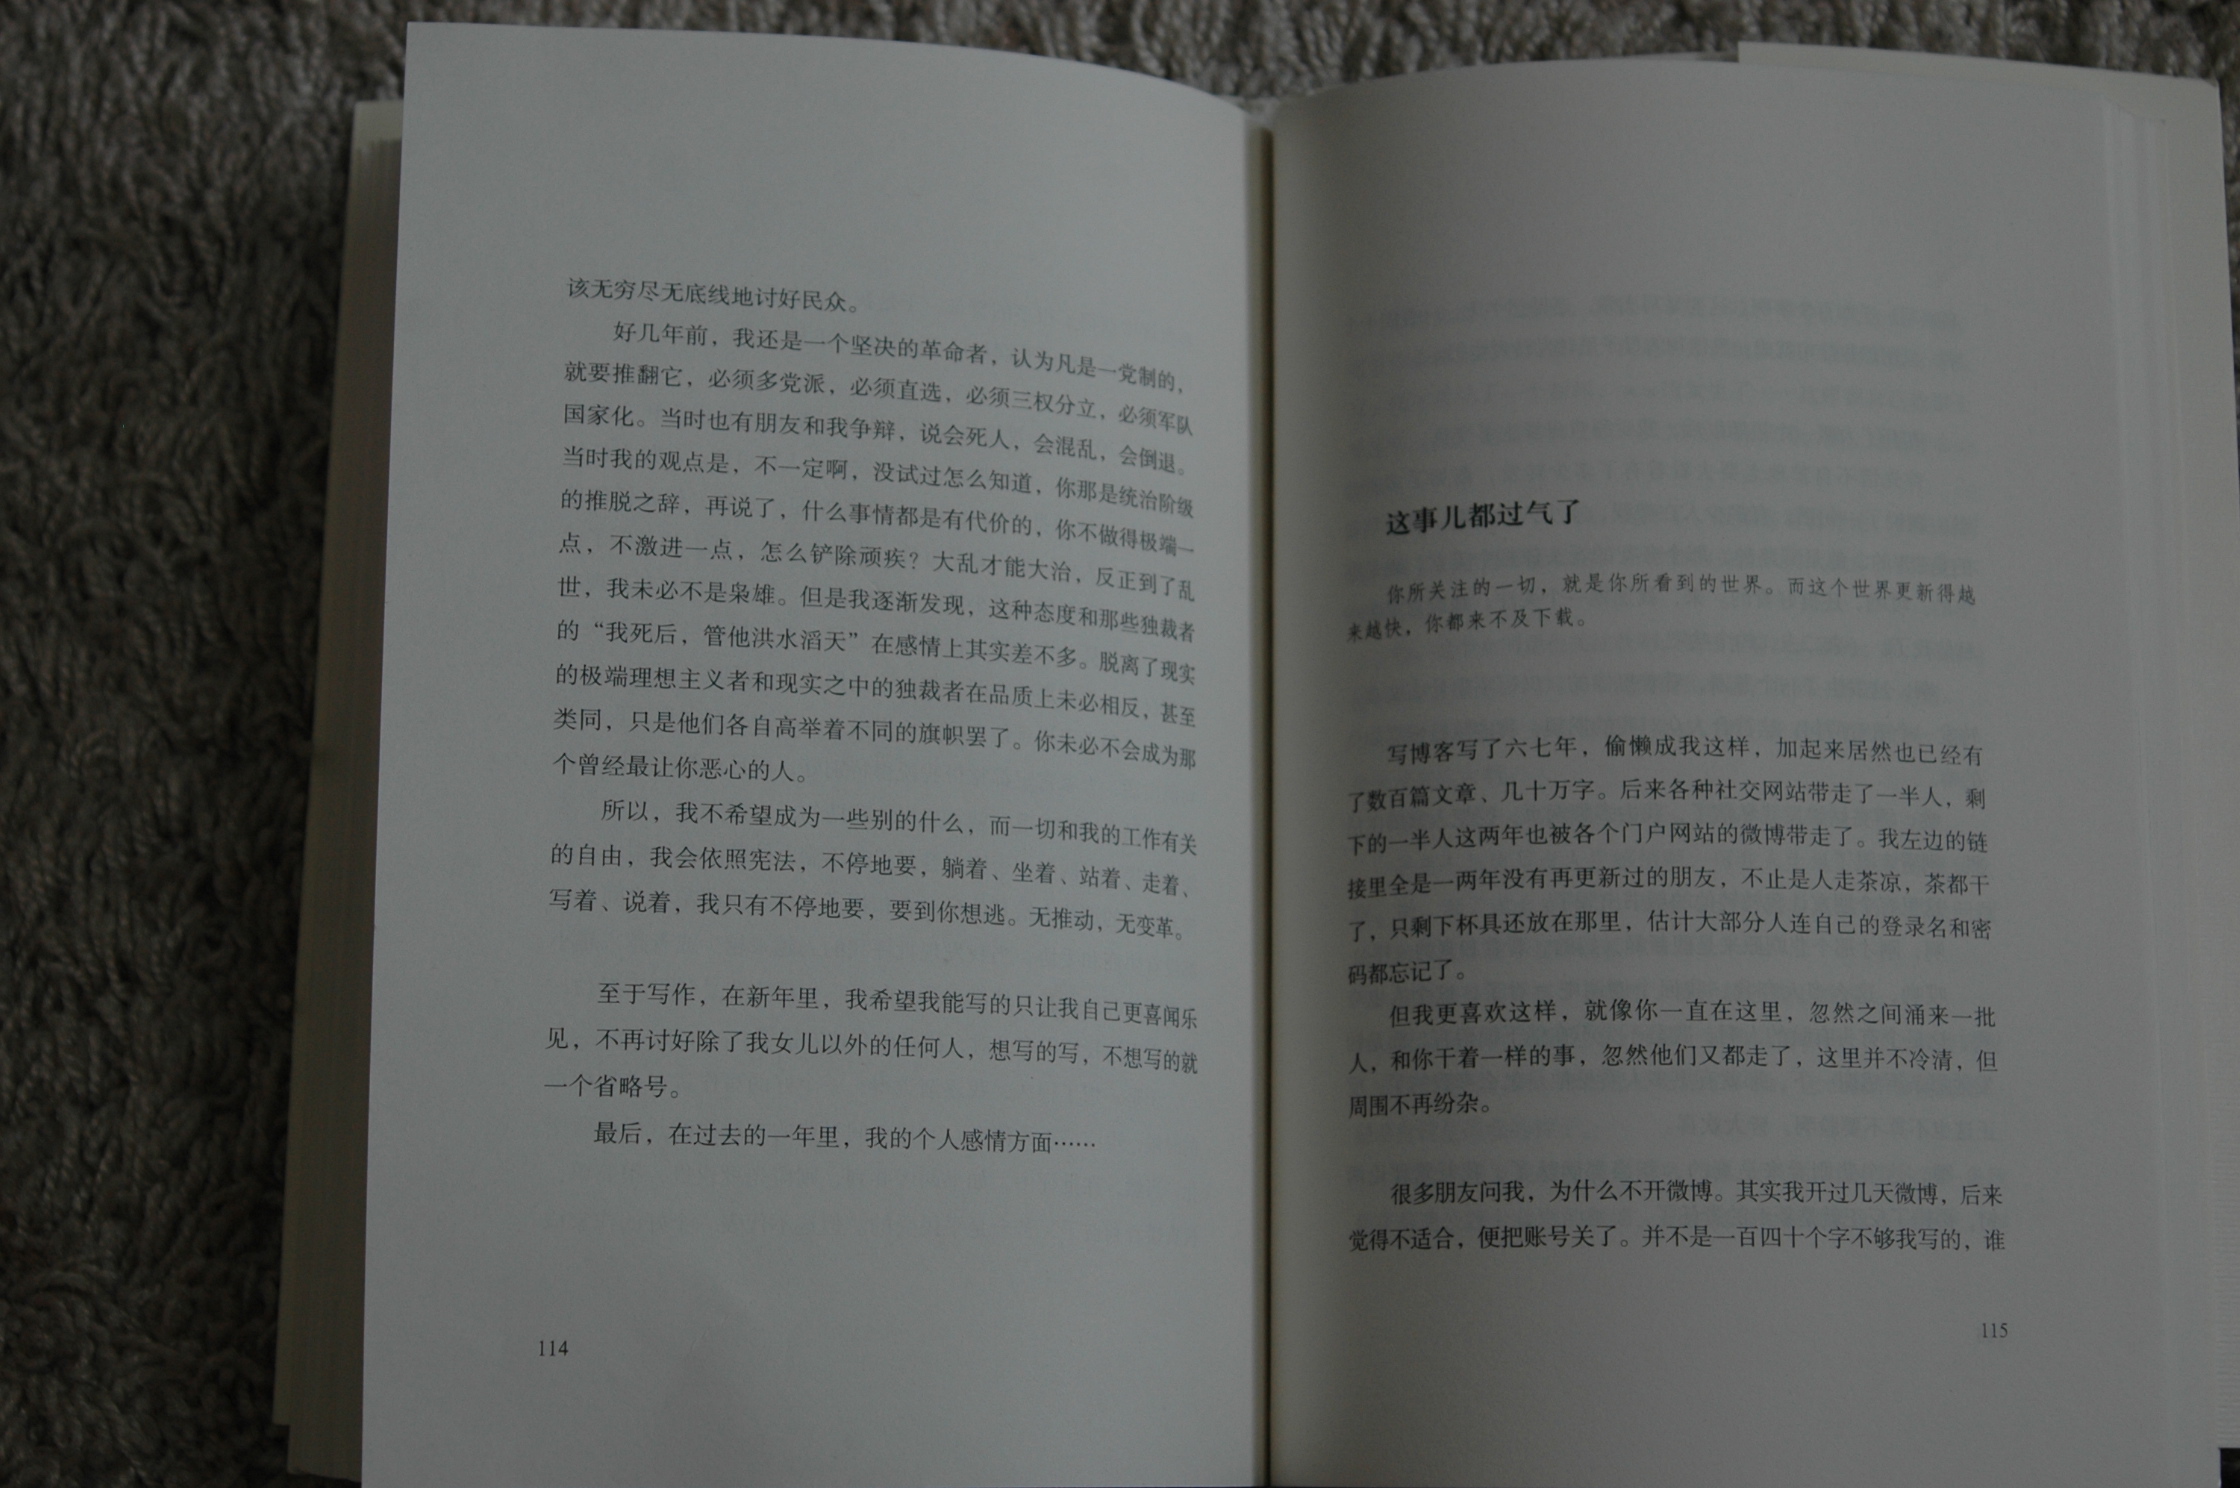 该无穷尽无底线地讨好民众。
好几年前，我还是一个坚决的革命者，认为凡是一党制的，
就要推翻它，必须多党派，必须直选，必须三权分立，必须军队
国家化。当时也有朋友和我争辩，说会死人，会混乱，会倒退。
当时我的观点是，不一定啊，没试过怎么知道，你那是统治阶级
的推脱之辞，再说了，什么事情都是有代价的，你不做得极端一
点，不激进一点，怎么铲除顽疾？大乱才能大治，反正到了乱
世，我未必不是枭雄。但是我逐渐发现，这种态度和那些独裁者
的“我死后，管他洪水滔天”在感情上其实差不多。脱离了现实
的极端理想主义者和现实之中的独裁者在品质上未必相反，甚至
类同，只是他们各自高举着不同的旗帜罢了。你未必不会成为那
个曾经最让你恶心的人。
所以，我不希望成为一些别的什么，而一切和我的工作有关
的自由，我会依照宪法，不停地要，躺着、坐着、站着、走着、
写着、说着，我只有不停地要，要到你想逃。无推动，无变革。
至于写作，在新年里，我希望我能写的只让我自己更喜闻乐
见，不再讨好除了我女儿以外的任何人，想写的写，不想写的就
一个省略号。
最后，在过去的一年里，我的个人感情方面……
114
这事儿都过气了
你所关注的一切，就是你所看到的世界。而这个世界更新得越
来越快，你都来不及下载。
写博客写了六七年，偷懒成我这样，加起来居然也已经有
了数百篇文章、几十万字。后来各种社交网站带走了一半人，剩
下的一半人这两年也被各个门户网站的微博带走了。我左边的链
接里全是一两年没有再更新过的朋友，不止是人走茶凉，茶都干
了，只剩下杯具还放在那里，估计大部分人连自己的登录名和密
码都忘记了。
但我更喜欢这样，就像你一直在这里，忽然之间涌来一批
人，和你干着一样的事，忽然他们又都走了，这里并不冷清，但
周围不再纷杂。
很多朋友问我，为什么不开微博。其实我开过几天微博，后来
觉得不适合，便把账号关了。并不是一百四十个字不够我写的，谁
115